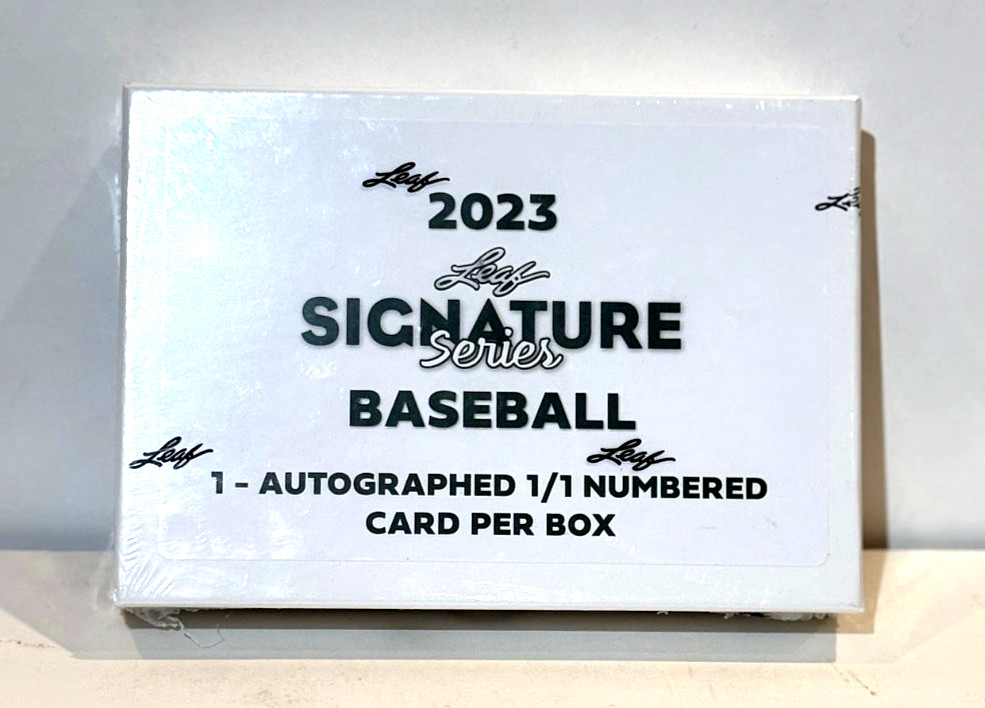 Leaf
2023
Leaf
SIGNATURE
Series
BASEBALL
Leaf
Leaf
1 - AUTOGRAPHED 1/1 NUMBERED
CARD PER BOX